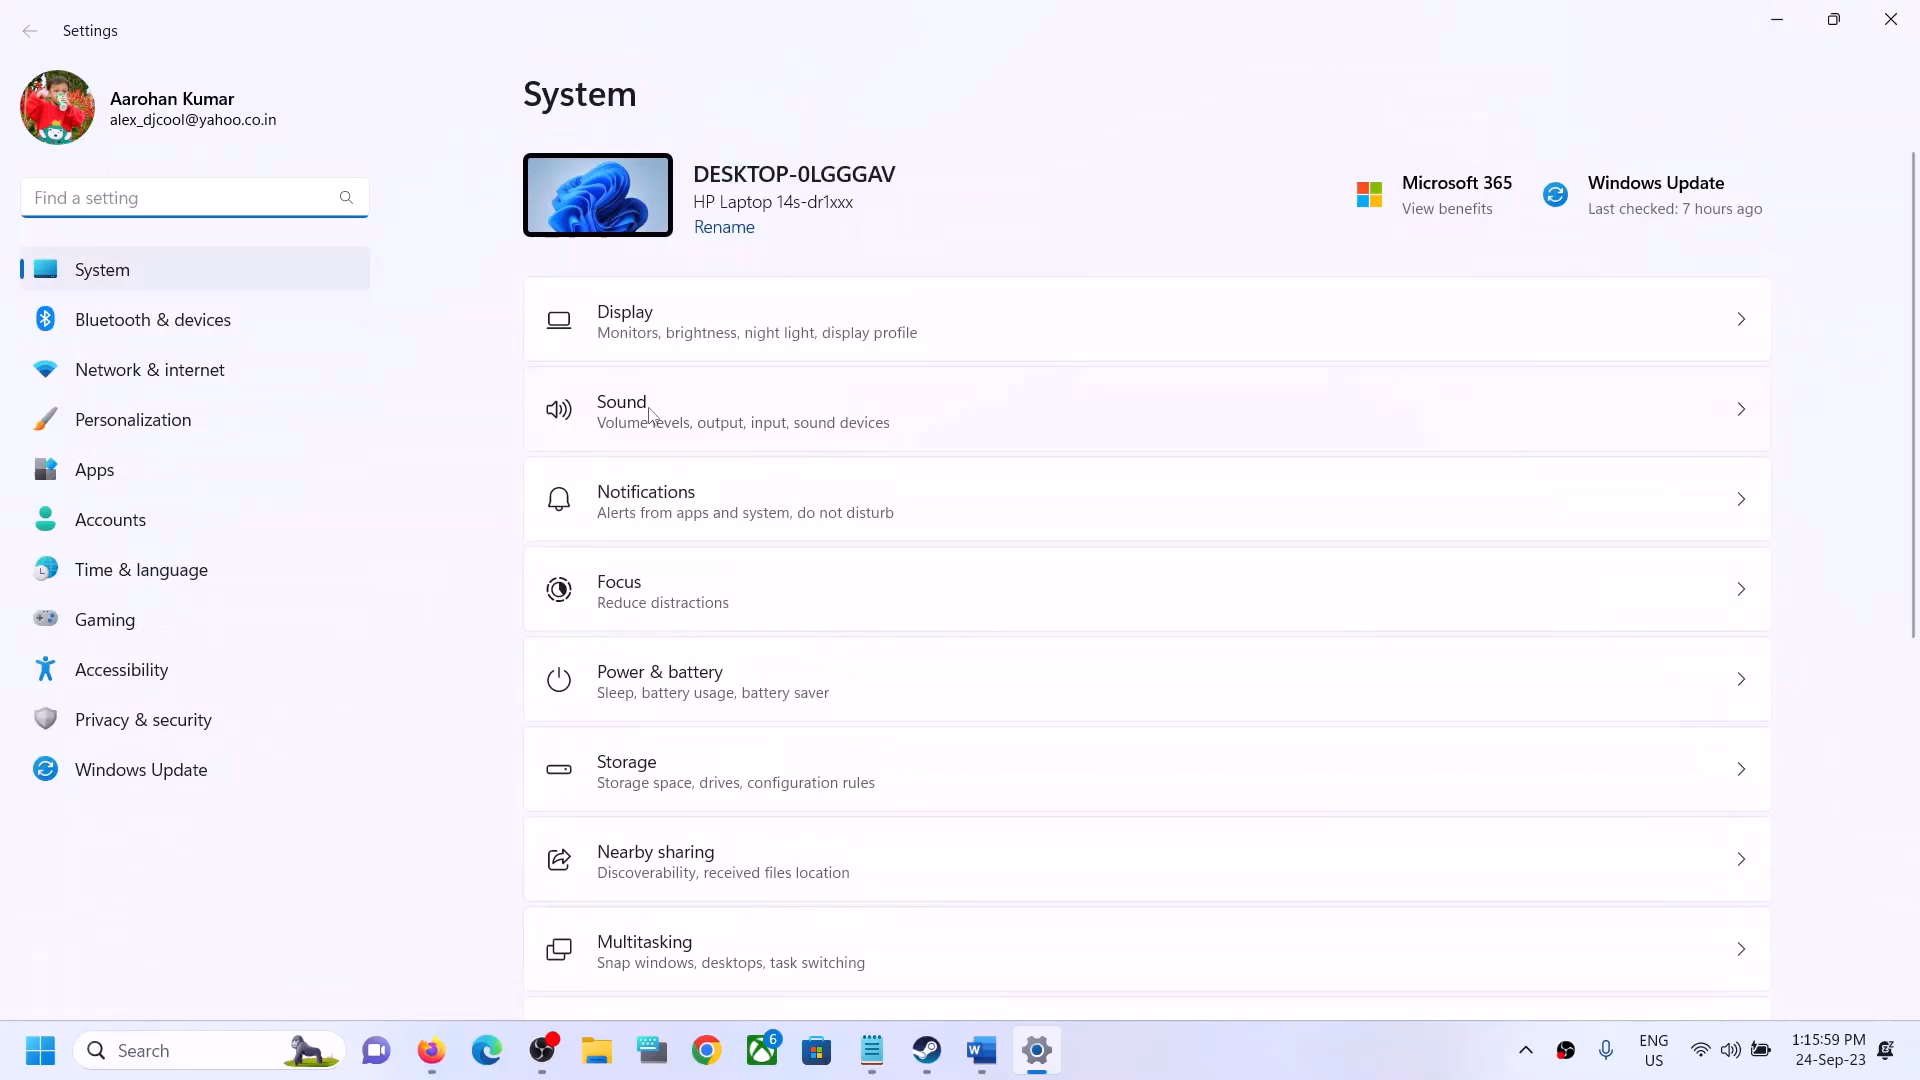 Settings
Aarohan Kumar
alex_djcool@yahoo.co.in
Find a setting
System
Bluetooth & devices
Network & internet
Personalization
Apps
Accounts
Time & language
Gaming
Accessibility
Privacy & security
Windows Update
System
DESKTOP-0LGGGAV
HP Laptop 14s-dr1xxx
Rename
Microsoft 365
View benefits
Windows Update
Last checked: 7 hours ago
Display
Monitors, brightness, night light, display profile
Sound
Volume levels, output, input, sound devices
Notifications
Alerts from apps and system, do not disturb
Focus
Reduce distractions
Power & battery
Sleep, battery usage, battery saver
Storage
Storage space, drives, configuration rules
Nearby sharing
Discoverability, received files location
Multitasking
Snap windows, desktops, task switching
Search
6
W
ENG
US
1:15:59 PM
24-Sep-23